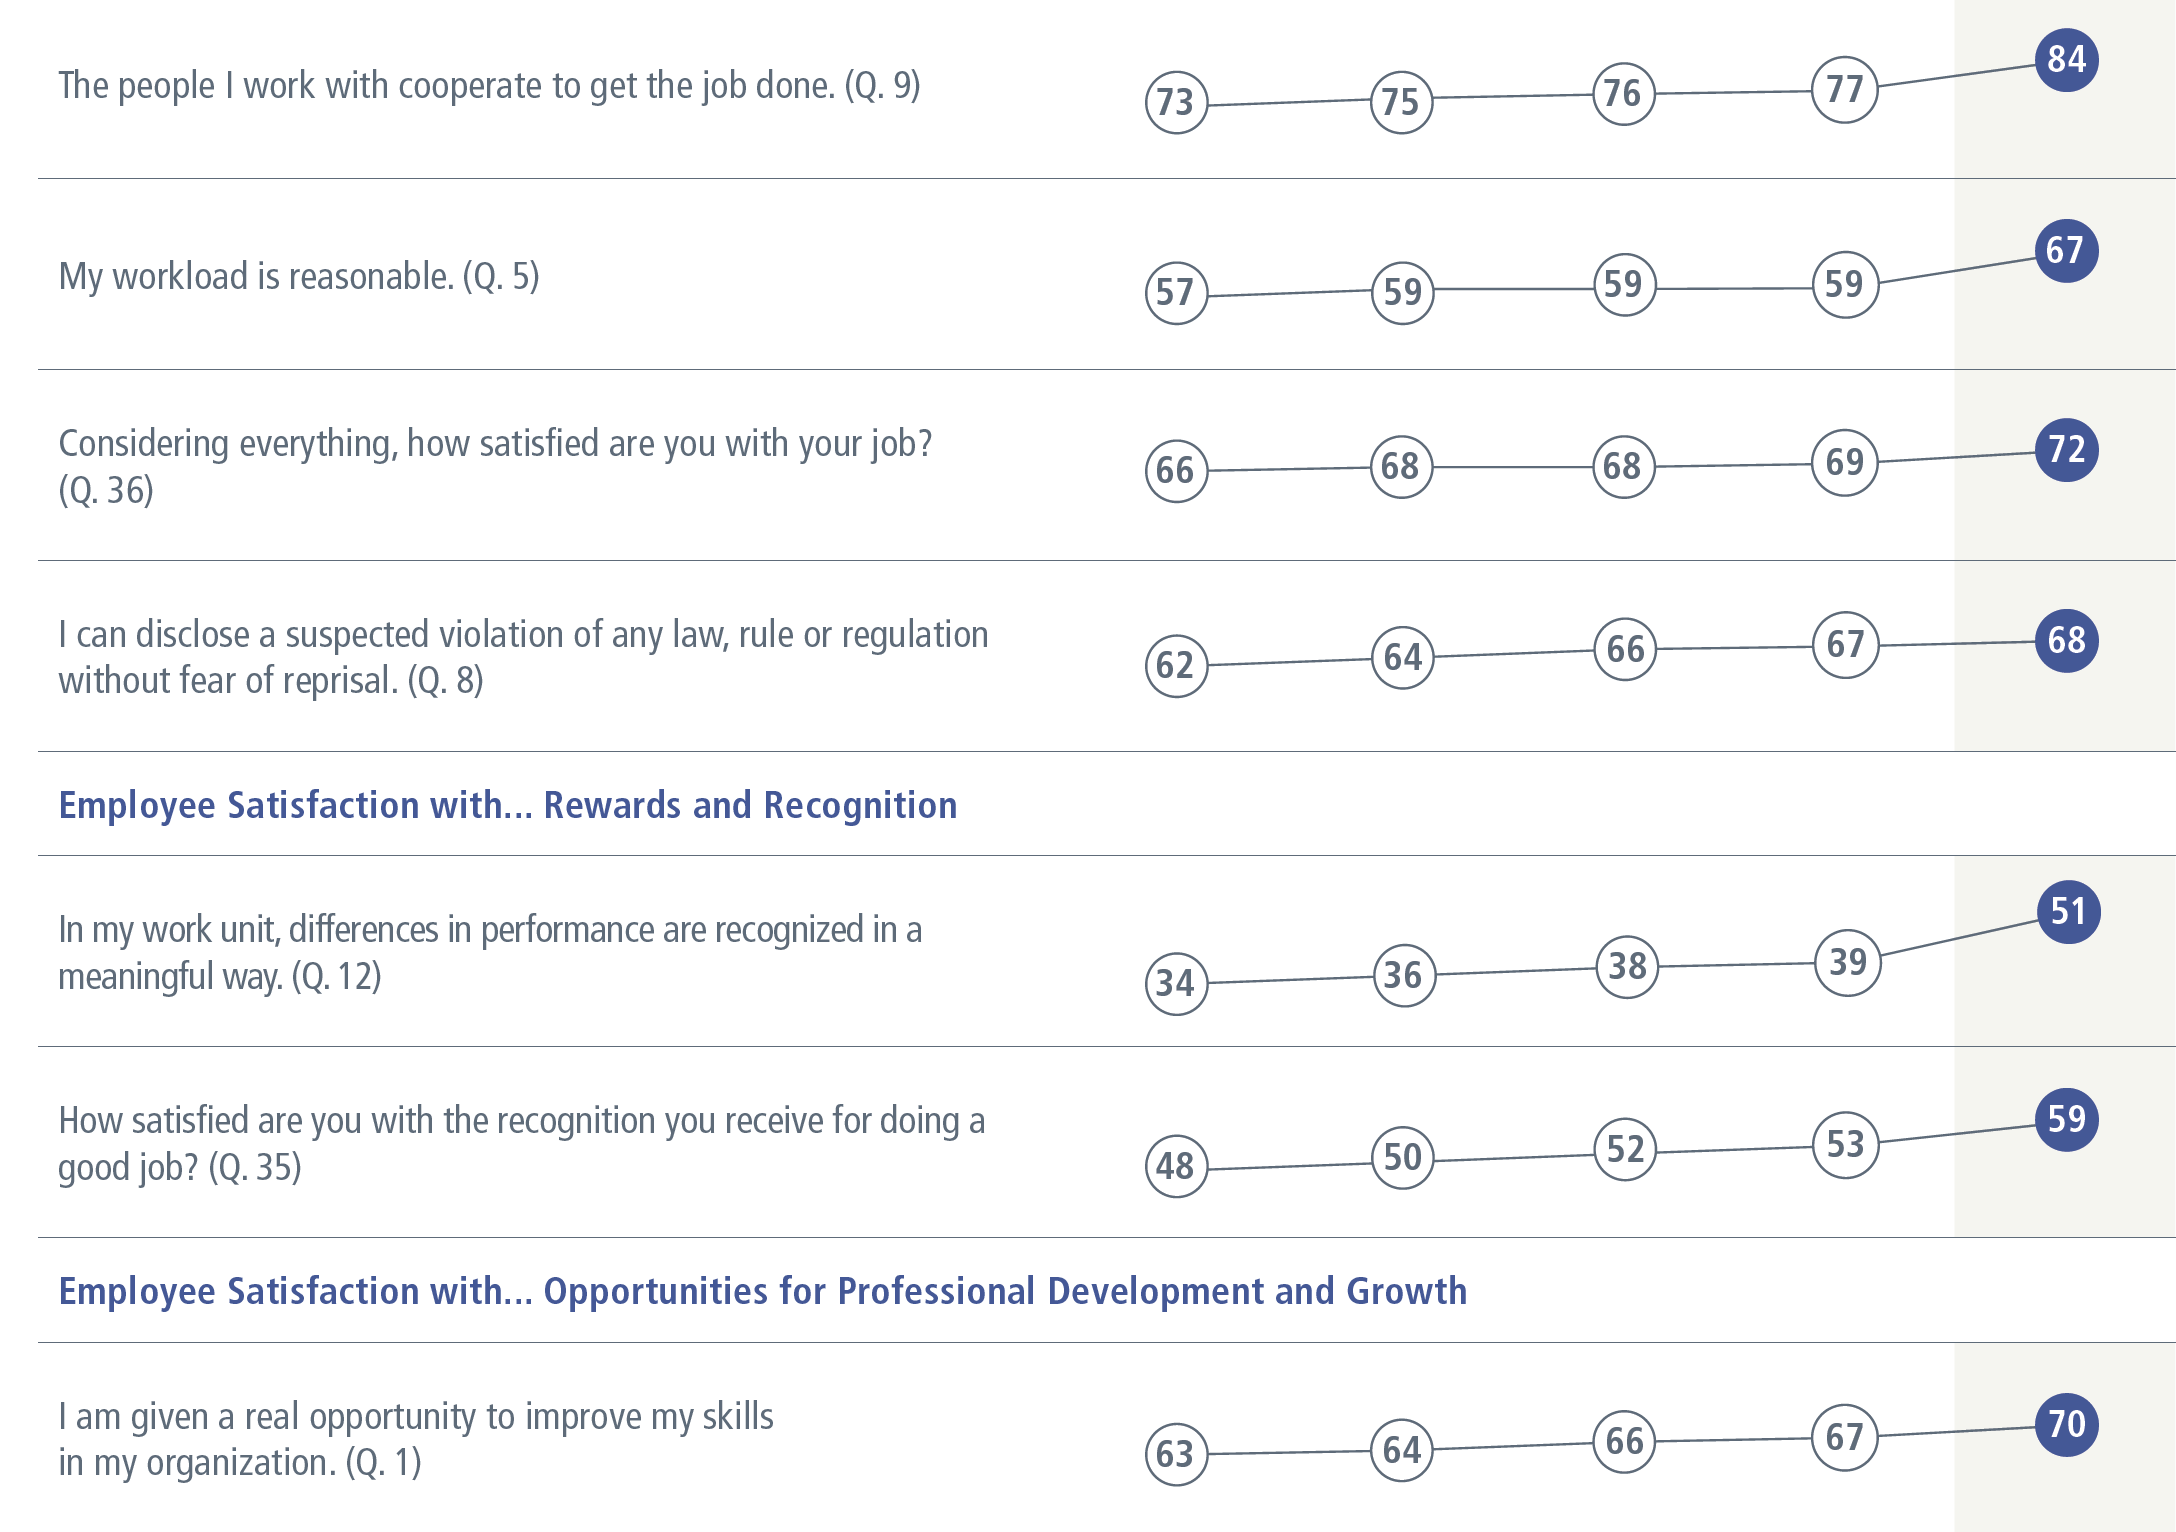 The people I work with cooperate to get the job done. (Q. 9)
73 75 76 77 84
My workload is reasonable. (Q. 5)
57 59 59 59 67
Considering everything, how satisfied are you with your job?
(Q. 36)
66 68 68 69 72
I can disclose a suspected violation of any law, rule or regulation
without fear of reprisal. (Q. 8)
62 64 66 67 68
Employee Satisfaction with... Rewards and Recognition
In my work unit, differences in performance are recognized in a
meaningful way. (Q. 12)
34 36 38 39 51
How satisfied are you with the recognition you receive for doing a
good job? (Q. 35)
48 50 52 53 59
Employee Satisfaction with... Opportunities for Professional Development and Growth
I am given a real opportunity to improve my skills
in my organization. (Q. 1)
63 64 66 67 70